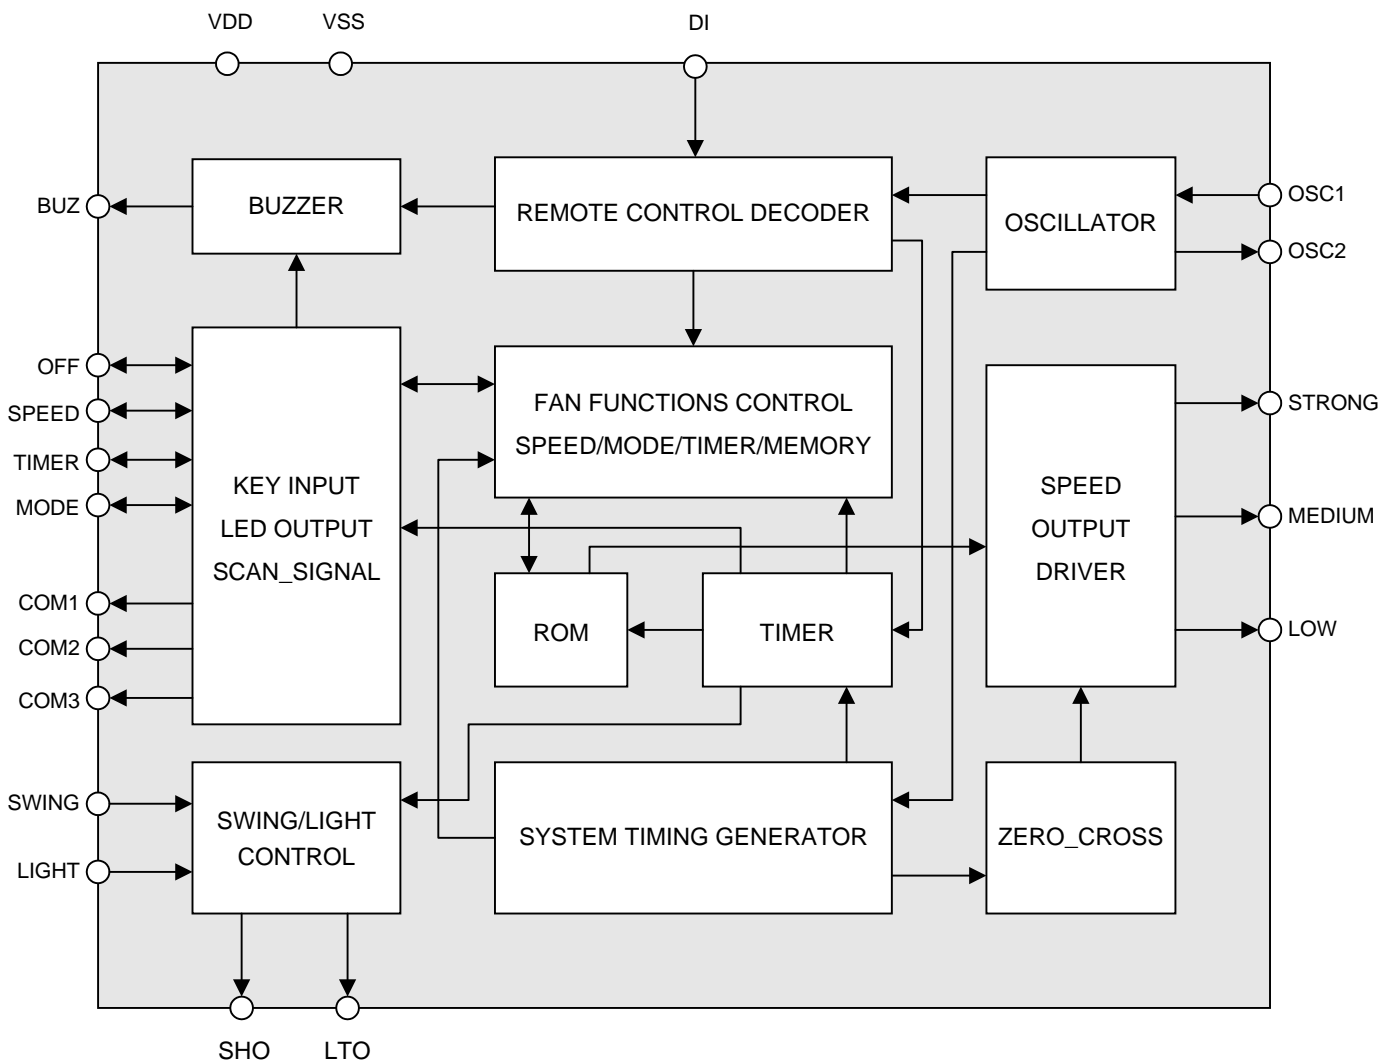 VDD
VSS
DI
BUZ
BUZZER
REMOTE CONTROL DECODER
OSCILLATOR
OSC1
OSC2
OFF
SPEED
TIMER
MODE
COM1
COM2
COM3
KEY INPUT
LED OUTPUT
SCAN_SIGNAL
FAN FUNCTIONS CONTROL
SPEED/MODE/TIMER/MEMORY
ROM
TIMER
SPEED
OUTPUT
DRIVER
STRONG
MEDIUM
LOW
SWING
LIGHT
SWING/LIGHT
CONTROL
SYSTEM TIMING GENERATOR
ZERO_CROSS
SHO
LTO